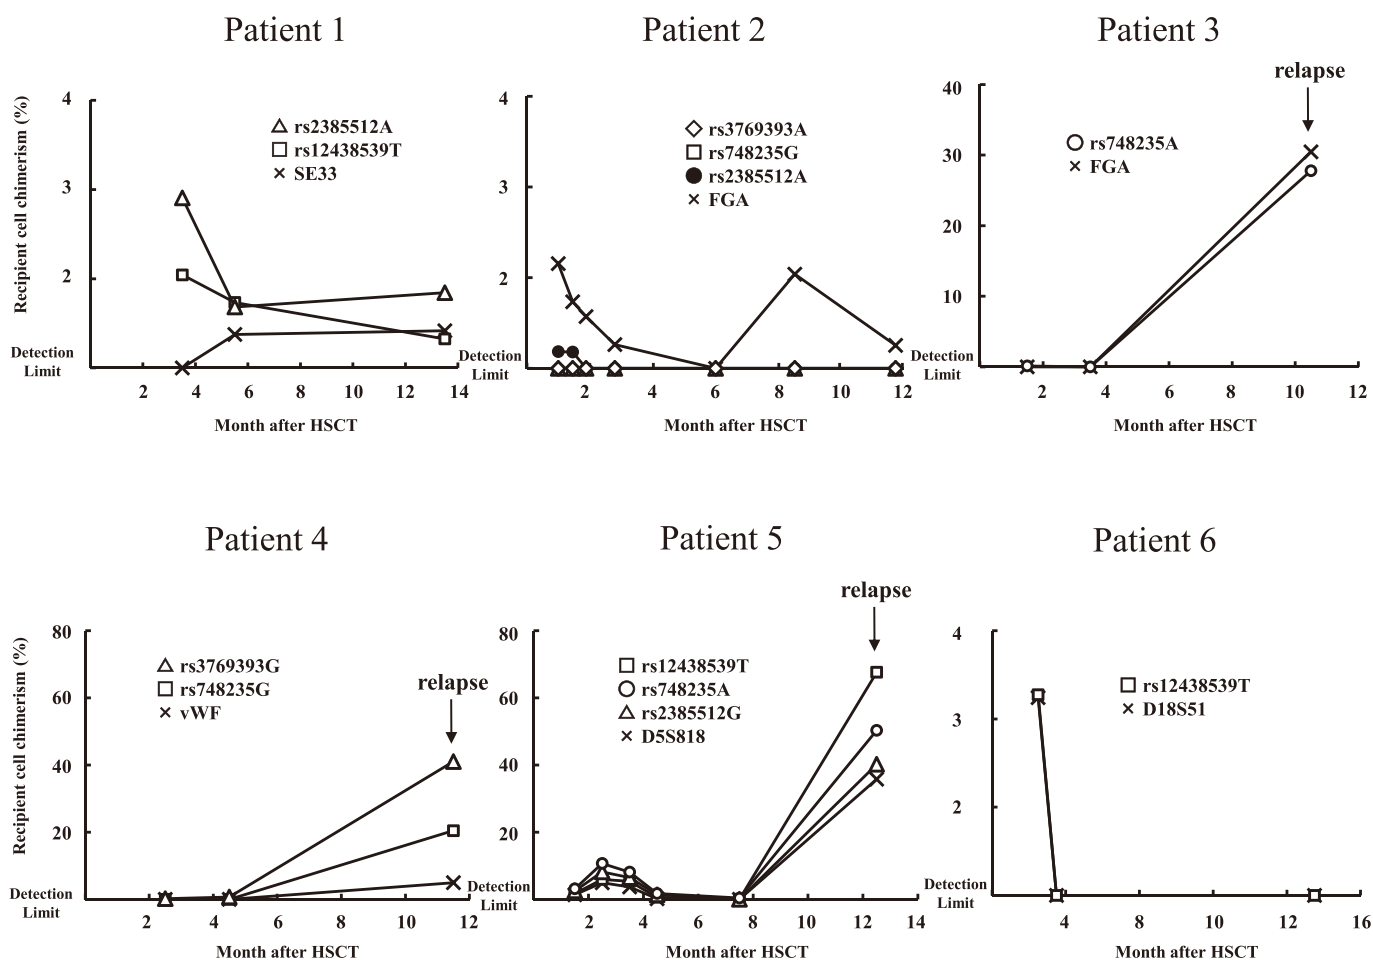 Patient 1
Recipient cell chimerism (%)
4
3
2
Detection
Limit
rs2385512A
rs12438539T
SE33
2 4 6 8 10 12 14
Month after HSCT
Patient 2
4
3
2
Detection
Limit
rs3769393A
rs748235G
rs2385512A
FGA
2 4 6 8 10 12
Month after HSCT
Patient 3
40
30
20
10
Detection
Limit
relapse
rs748235A
FGA
2 4 6 8 10 12
Month after HSCT
Patient 4
Recipient cell chimerism (%)
80
60
40
20
Detection
Limit
rs3769393G
rs748235G
vWF
relapse
2 4 6 8 10 12
Month after HSCT
Patient 5
80
60
40
20
Detection
Limit
relapse
rs12438539T
rs748235A
rs2385512G
D5S818
2 4 6 8 10 12 14
Month after HSCT
Patient 6
4
3
2
Detection
Limit
rs12438539T
D18S51
4 8 10 12 16
Month after HSCT